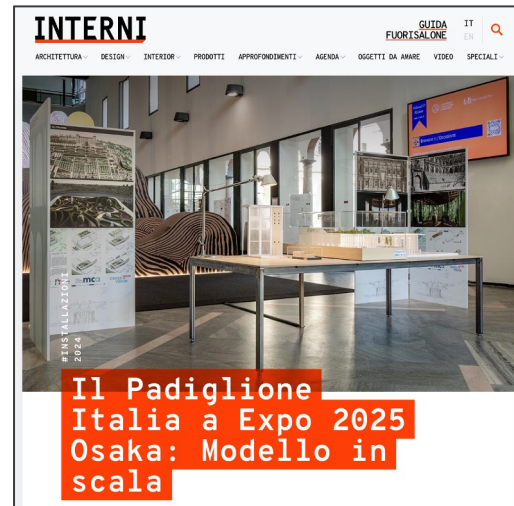 INTERNI
GUIDA
FUORISALONE
IT
EN
ARCHITETTURA DESIGN INTERIOR PRODOTTI APPROFONDIMENTI AGENDA OGGETTI DA AMARE VIDEO SPECIALI
mca
#INSTALLAZIONI
2024
Il Padiglione
Italia a Expo 2025
Osaka: Modello in
scala